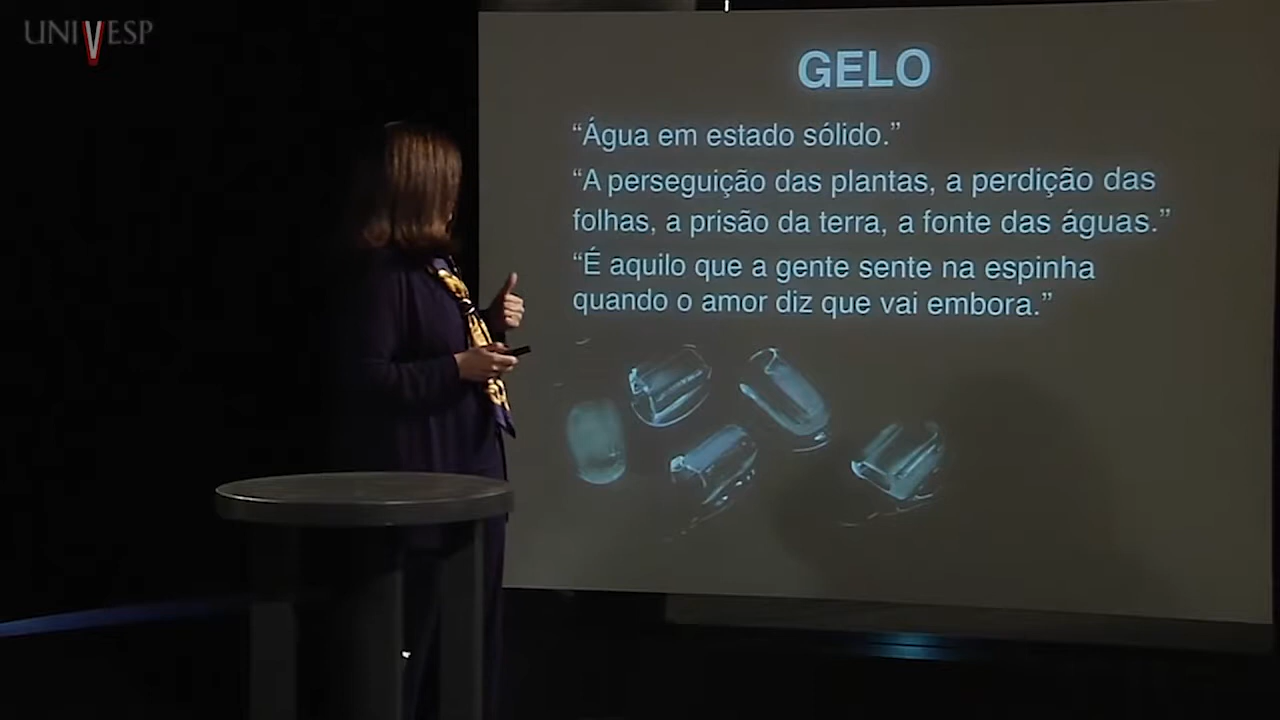 UNIVESP
GELO
“Água em estado sólido.”
“A perseguição das plantas, a perdição das
folhas, a prisão da terra, a fonte das águas.”
“É aquilo que a gente sente na espinha
quando o amor diz que vai embora.”